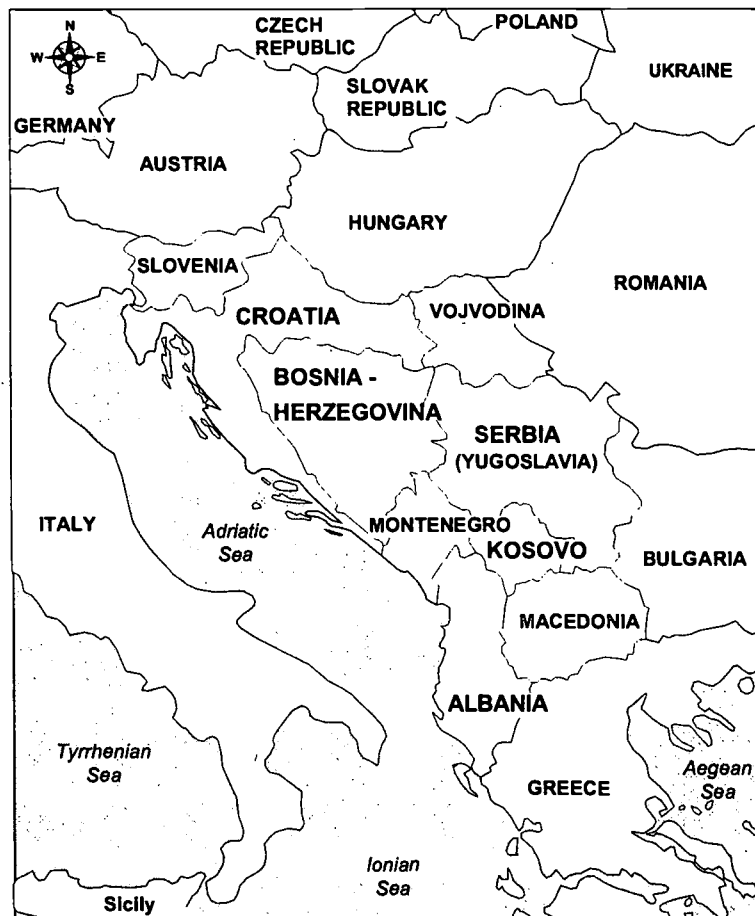 N
W E
S
CZECH
REPUBLIC
POLAND
SLOVAK
REPUBLIC
UKRAINE
GERMANY
AUSTRIA
HUNGARY
SLOVENIA
ROMANIA
CROATIA
VOJVODINA
BOSNIA -
HERZEGOVINA
SERBIA
(YUGOSLAVIA)
ITALY
Adriatic
Sea
MONTENEGRO
KOSOVO
BULGARIA
MACEDONIA
ALBANIA
Tyrrhenian
Sea
GREECE
Aegean
Sea
Ionian
Sea
Sicily